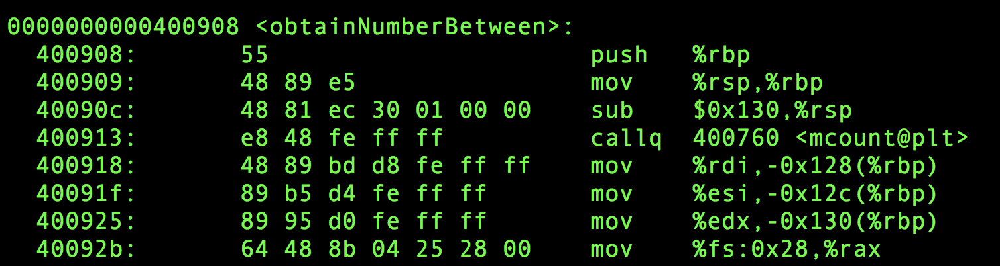 0000000000400908 <obtainNumberBetween>:
  400908:       55                      push   %rbp
  400909:       48 89 e5                mov    %rsp,%rbp
  40090c:       48 81 ec 30 01 00 00    sub    $0x130,%rsp
  400913:       e8 48 fe ff ff          callq  400760 <mcount@plt>
  400918:       48 89 bd d8 fe ff ff    mov    %rdi,-0x128(%rbp)
  40091f:       89 b5 d4 fe ff ff       mov    %esi,-0x12c(%rbp)
  400925:       89 95 d0 fe ff ff       mov    %edx,-0x130(%rbp)
  40092b:       64 48 8b 04 25 28 00    mov    %fs:0x28,%rax